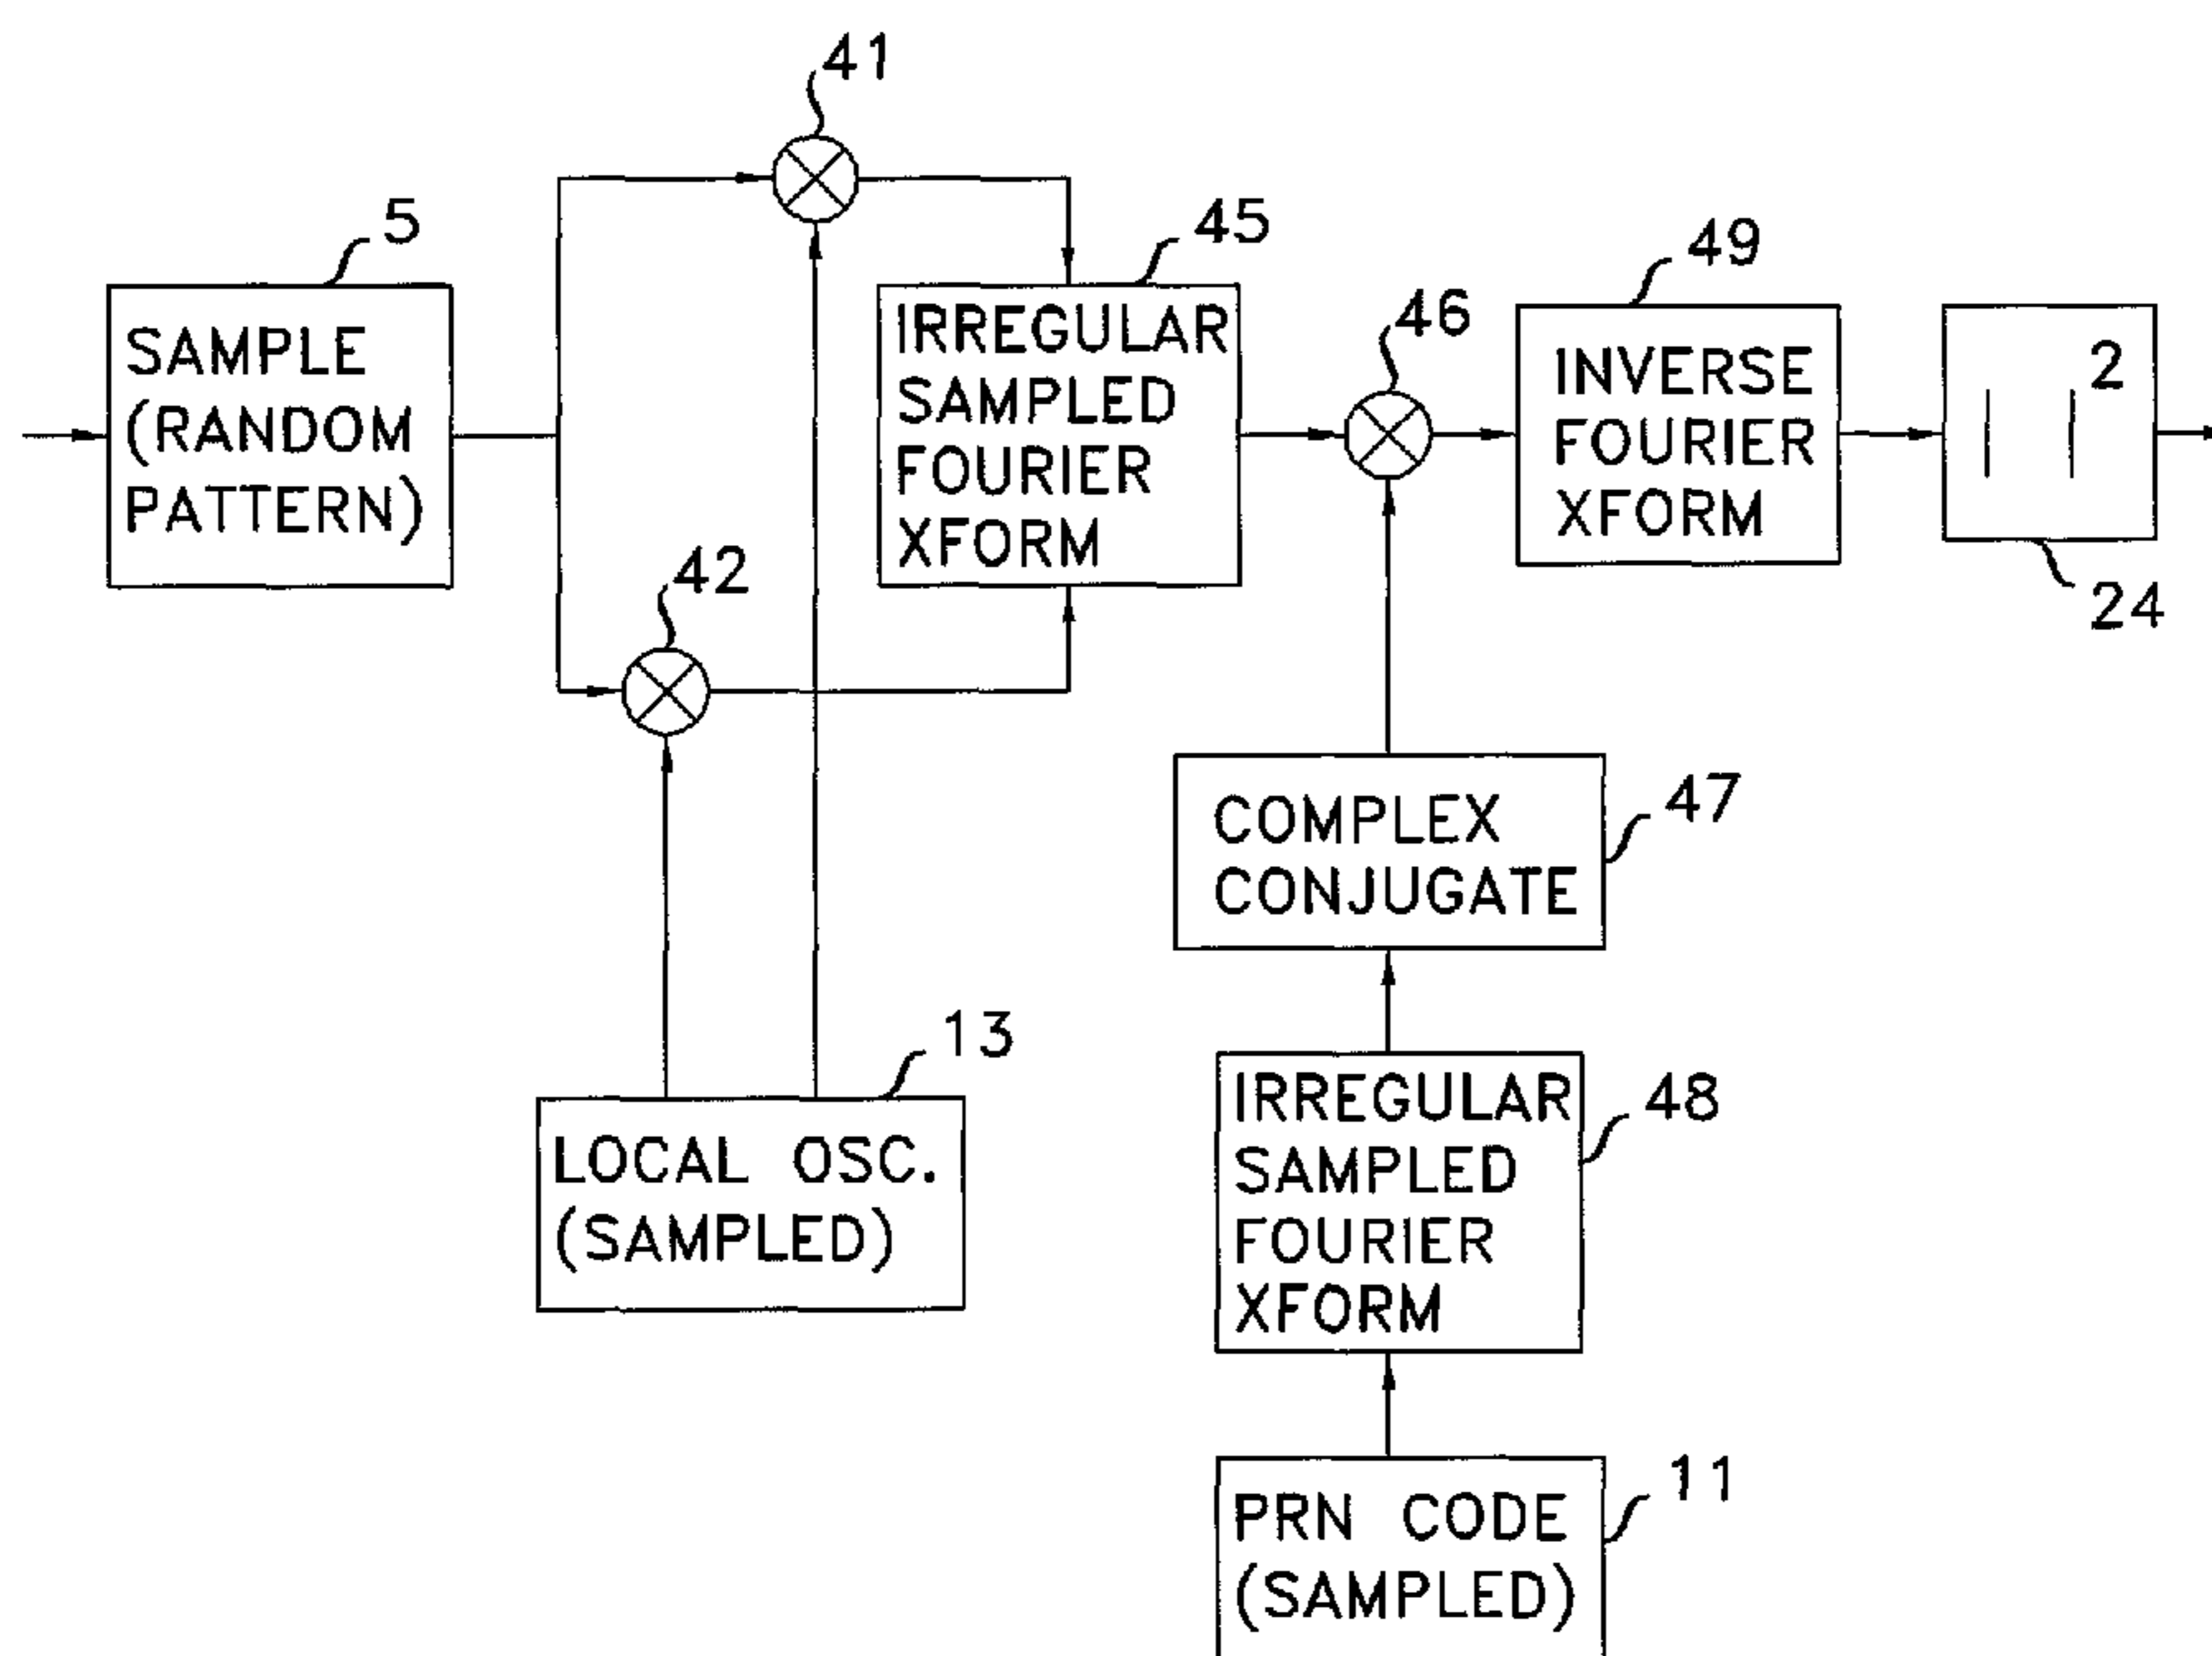 41
5
SAMPLE
(RANDOM
PATTERN)
42
45
IRREGULAR
SAMPLED
FOURIER
XFORM
46
49
INVERSE
FOURIER
XFORM
| |2
24
13
LOCAL OSC.
(SAMPLED)
COMPLEX
CONJUGATE
47
IRREGULAR
SAMPLED
FOURIER
XFORM
48
PRN CODE
(SAMPLED)
11